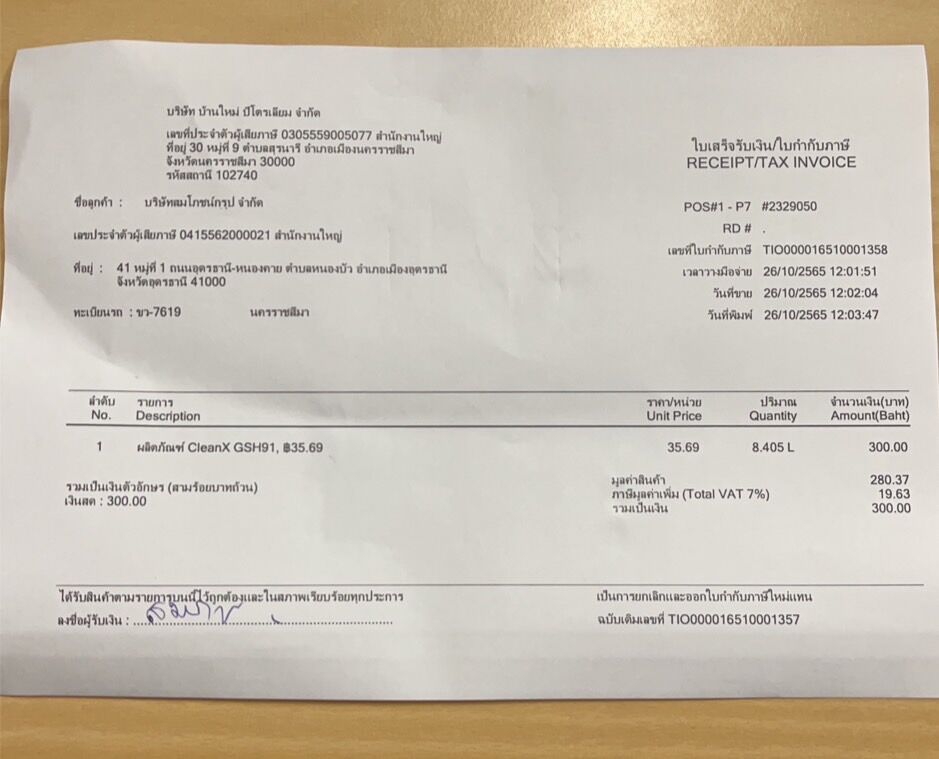 บริษัท บ้านใหม่ ปิโตรเลียม จำกัด
เลขที่ประจำตัวผู้เสียภาษี 0305559005077 สำนักงานใหญ่
ที่อยู่ 30 หมู่ที่ 9 ตำบลสุรนารี อำเภอเมืองนครราชสีมา
จังหวัดนครราชสีมา 30000
รหัสสถานี 102740
ใบเสร็จรับเงิน/ใบกำกับภาษี
RECEIPT/TAX INVOICE
ชื่อลูกค้า : บริษัทสมโภชน์กรุป จำกัด
เลขประจำตัวผู้เสียภาษี 0415562000021 สำนักงานใหญ่
ที่อยู่ : 41 หมู่ที่ 1 ถนนอุดรธานี-หนองคาย ตำบลหนองบัว อำเภอเมืองอุดรธานี
จังหวัดอุดรธานี 41000
ทะเบียนรถ : ขว-7619 นครราชสีมา
POS#1 - P7 #2329050
RD # .
เลขที่ใบกำกับภาษี TIO000016510001358
เวลาวางมือจ่าย 26/10/2565 12:01:51
วันที่ขาย 26/10/2565 12:02:04
วันที่พิมพ์ 26/10/2565 12:03:47
ลำดับ รายการ ราคา/หน่วย ปริมาณ จำนวนเงิน(บาท)
No. Description Unit Price Quantity Amount(Baht)
1 ผลิตภัณฑ์ CleanX GSH91, ฿35.69 35.69 8.405 L 300.00
รวมเป็นเงินตัวอักษร (สามร้อยบาทถ้วน)
เงินสด : 300.00
มูลค่าสินค้า 280.37
ภาษีมูลค่าเพิ่ม (Total VAT 7%) 19.63
รวมเป็นเงิน 300.00
ได้รับสินค้าตามรายการบนนี้ไว้ถูกต้องและในสภาพเรียบร้อยทุกประการ
ลงชื่อผู้รับเงิน :
เป็นการยกเลิกและออกใบกำกับภาษีใหม่แทน
ฉบับเดิมเลขที่ TIO000016510001357